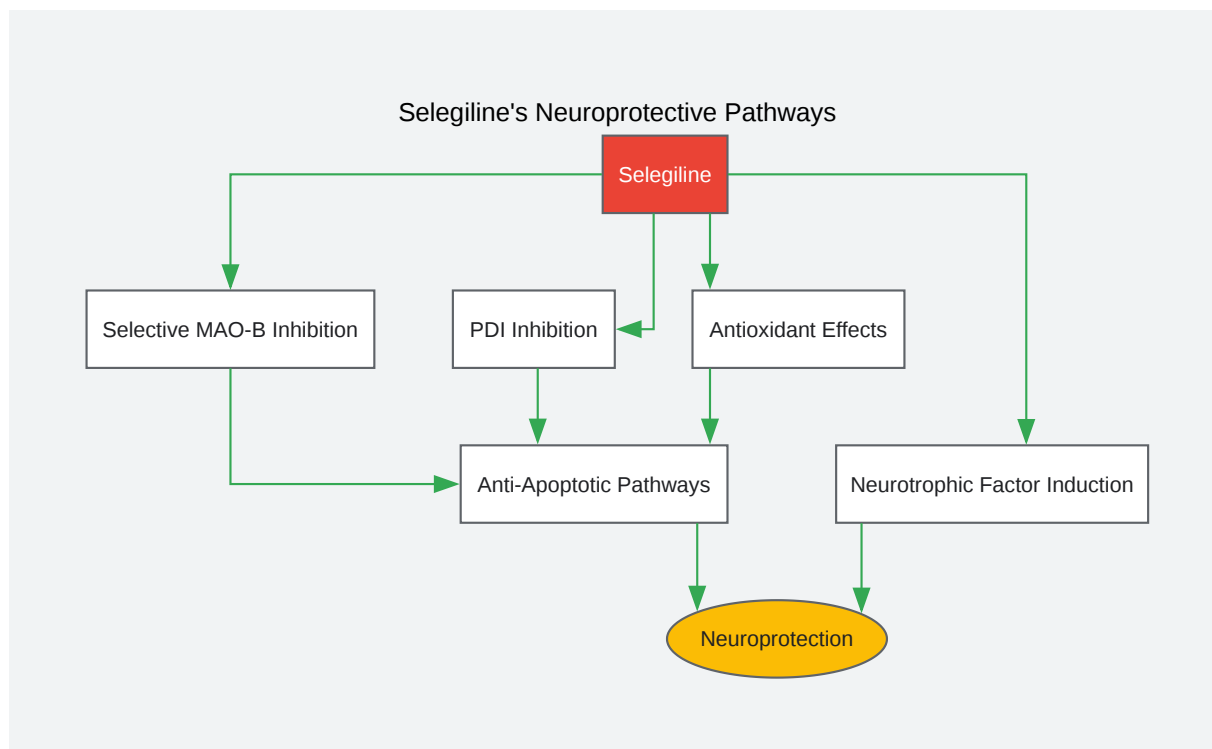 Selegiline's Neuroprotective Pathways
Selegiline
Selective MAO-B Inhibition
PDI Inhibition
Antioxidant Effects
Anti-Apoptotic Pathways
Neurotrophic Factor Induction
Neuroprotection